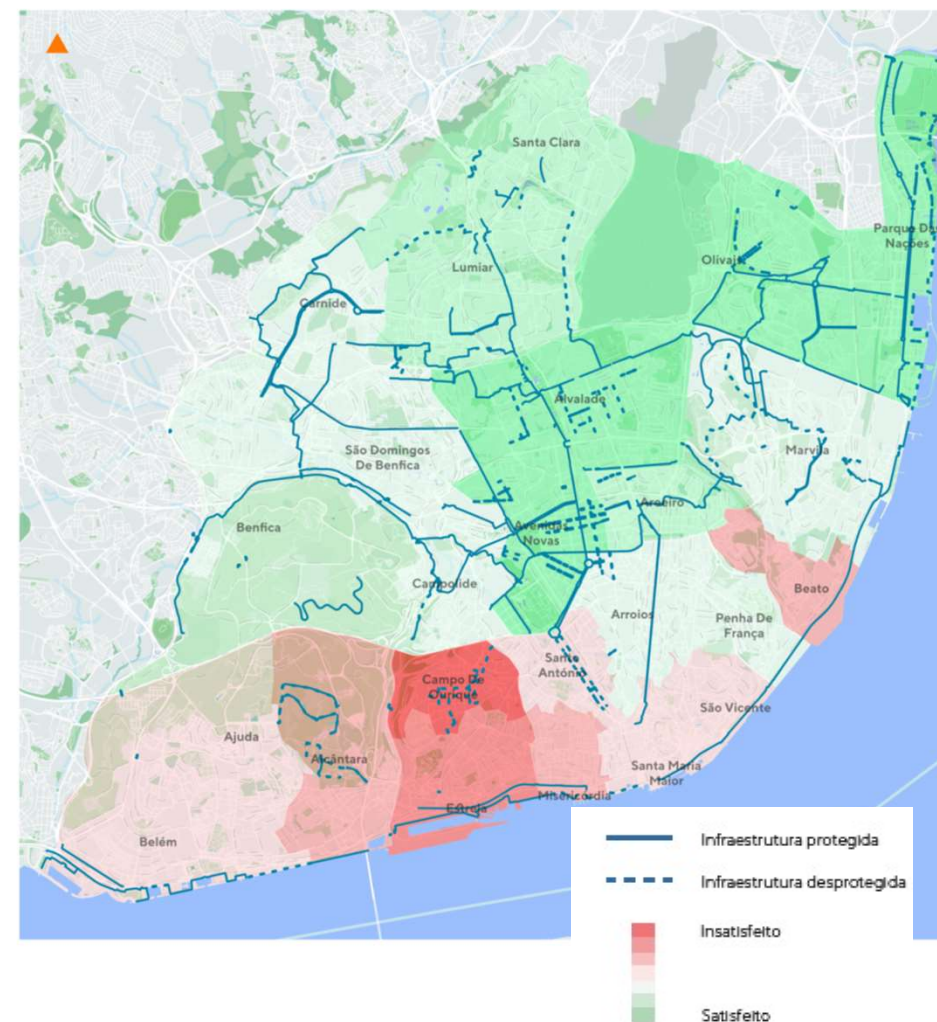 Santa Clara
Parque Das
Nações
Olivais
Lumiar
Carnide
Alvalade
São Domingos
De Benfica
Marvila
Areeiro
Benfica
Avenidas
Novas
Campolide
Beato
Arroios
Penha De
França
Santo
António
Campo De
Ourique
São Vicente
Ajuda
Alcântara
Santa Maria
Maior
Misericórdia
Estrela
Belém
Infraestrutura protegida
Infraestrutura desprotegida
Insatisfeito
Satisfeito